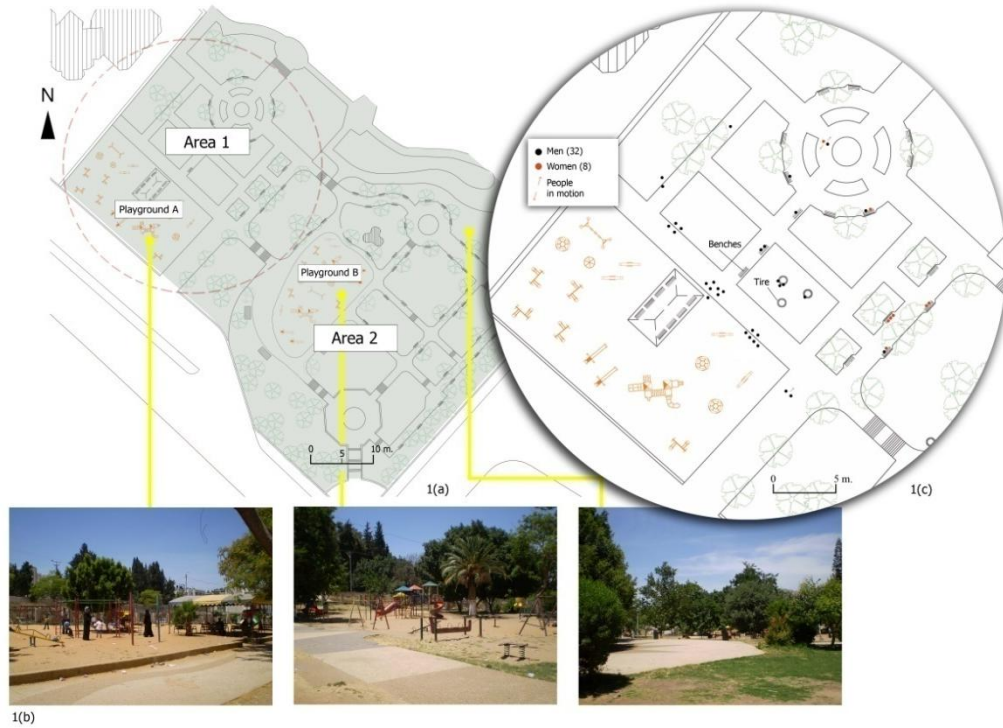 N
Area 1
Playground A
Playground B
Area 2
0
5
10 m.
1(a)
Men (32)
Women (8)
People
in motion
Benches
Tire
0
5 m.
1(c)
1(b)